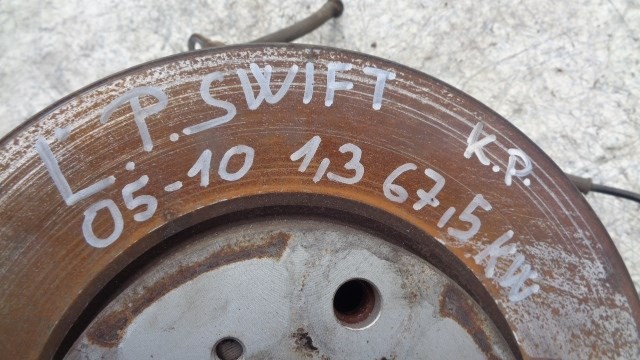 L.P. SWIFT K.P.
05-10 1,3 67,5 KW